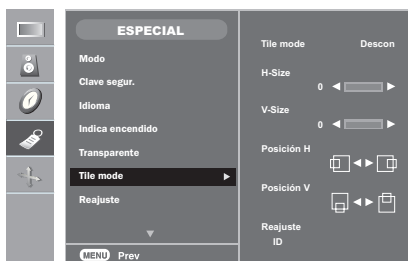 ESPECIAL
Modo
Clave segur.
Idioma
Indica encendido
Transparente
Tile mode
Reajuste
MENU Prev
Tile mode Descon
H-Size
0
V-Size
0
Posición H
Posición V
Reajuste
ID